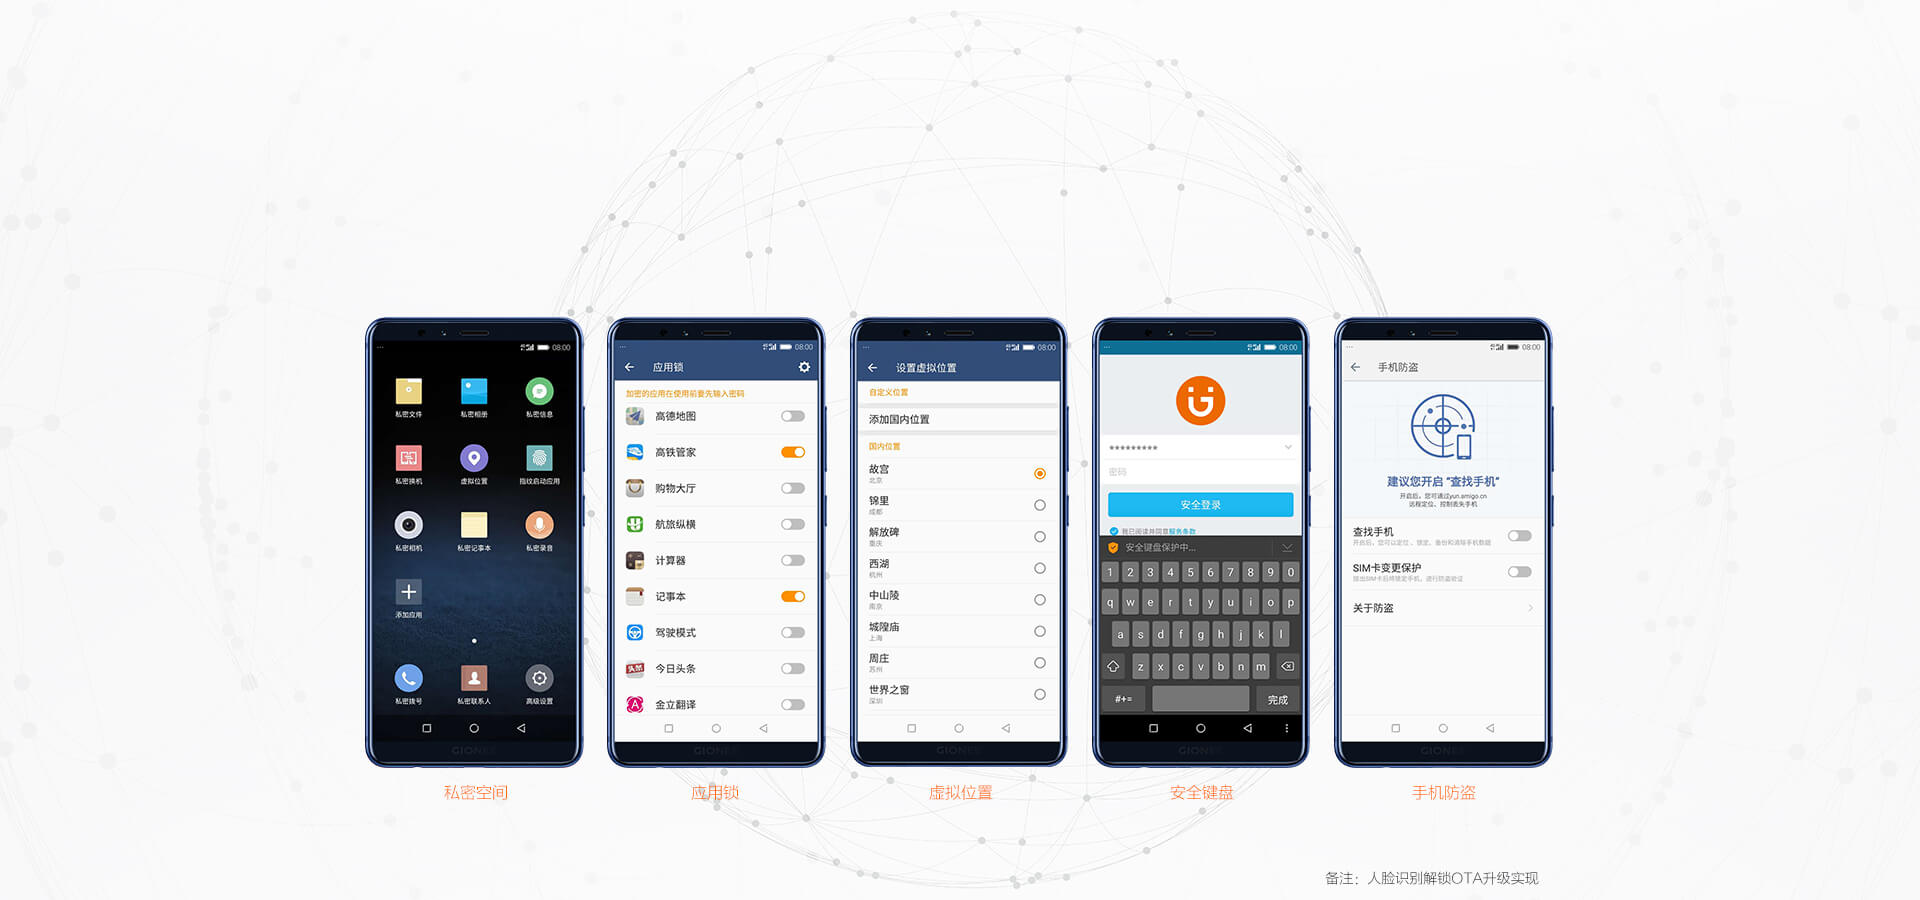 08:00
私密文件
私密相册
私密信息
私密换机
虚拟位置
指纹启动应用
私密相机
私密记事本
私密录音
添加应用
私密拨号
私密联系人
高级设置
GIONEE
私密空间
08:00
应用锁
加密的应用在使用前要先输入密码
高德地图
高铁管家
购物大厅
航旅纵横
计算器
记事本
驾驶模式
头条
今日头条
金立翻译
GIONEE
应用锁
08:00
设置虚拟位置
自定义位置
添加国内位置
国内位置
故宫
北京
锦里
成都
解放碑
重庆
西湖
杭州
中山陵
南京
城隍庙
上海
周庄
苏州
世界之窗
深圳
GIONEE
虚拟位置
08:00
*********
密码
安全登录
我已阅读并同意服务条款
安全键盘保护中...
1 2 3 4 5 6 7 8 9 0
q w e r t y u i o p
a s d f g h j k l
z x c v b n m
#+=
完成
GIONEE
安全键盘
08:00
手机防盗
建议您开启“查找手机”
开启后，您可通过yun.amigo.cn
远程定位、控制丢失手机
查找手机
开启后，您可以定位、锁定、备份和清除手机数据
SIM卡变更保护
拔出SIM卡后将锁定手机，进行防盗验证
关于防盗
GIONEE
手机防盗
备注：人脸识别解锁OTA升级实现